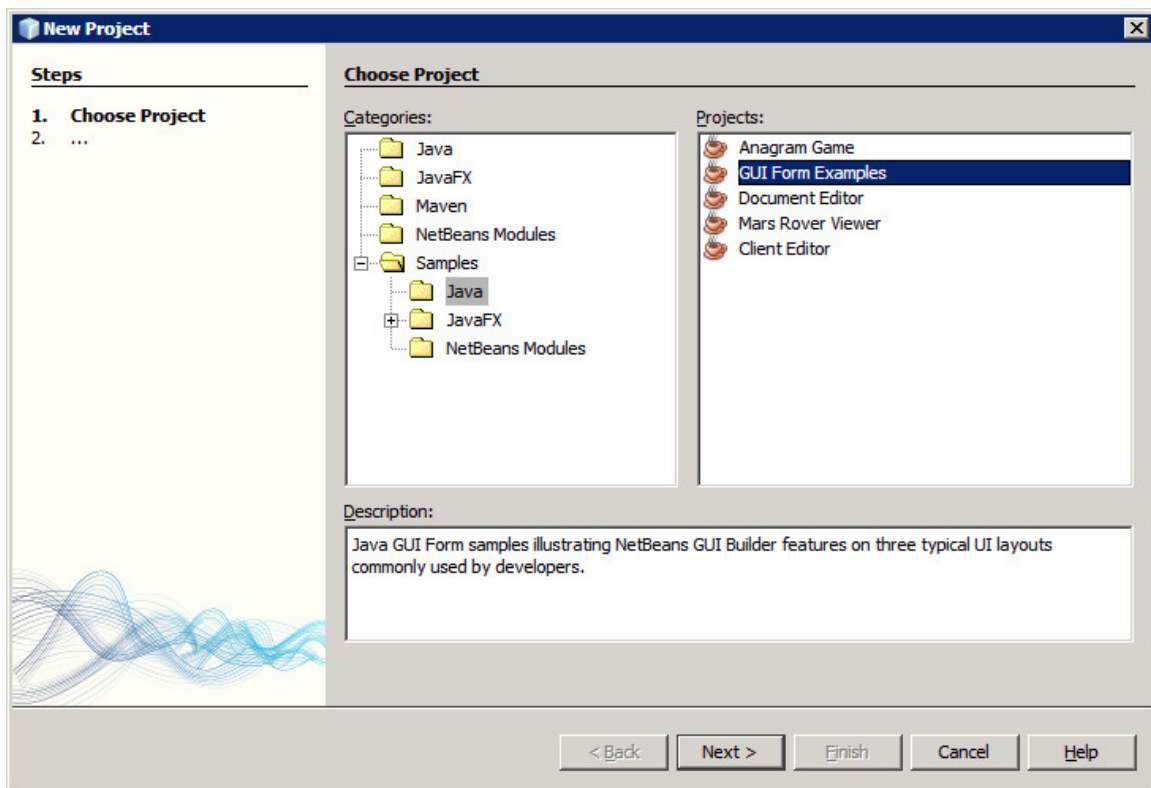 New Project
Steps
1. Choose Project
2. ...
Choose Project
Categories:
Java
JavaFX
Maven
NetBeans Modules
Samples
Java
JavaFX
NetBeans Modules
Projects:
Anagram Game
GUI Form Examples
Document Editor
Mars Rover Viewer
Client Editor
Description:
Java GUI Form samples illustrating NetBeans GUI Builder features on three typical UI layouts
commonly used by developers.
< Back
Next >
Finish
Cancel
Help